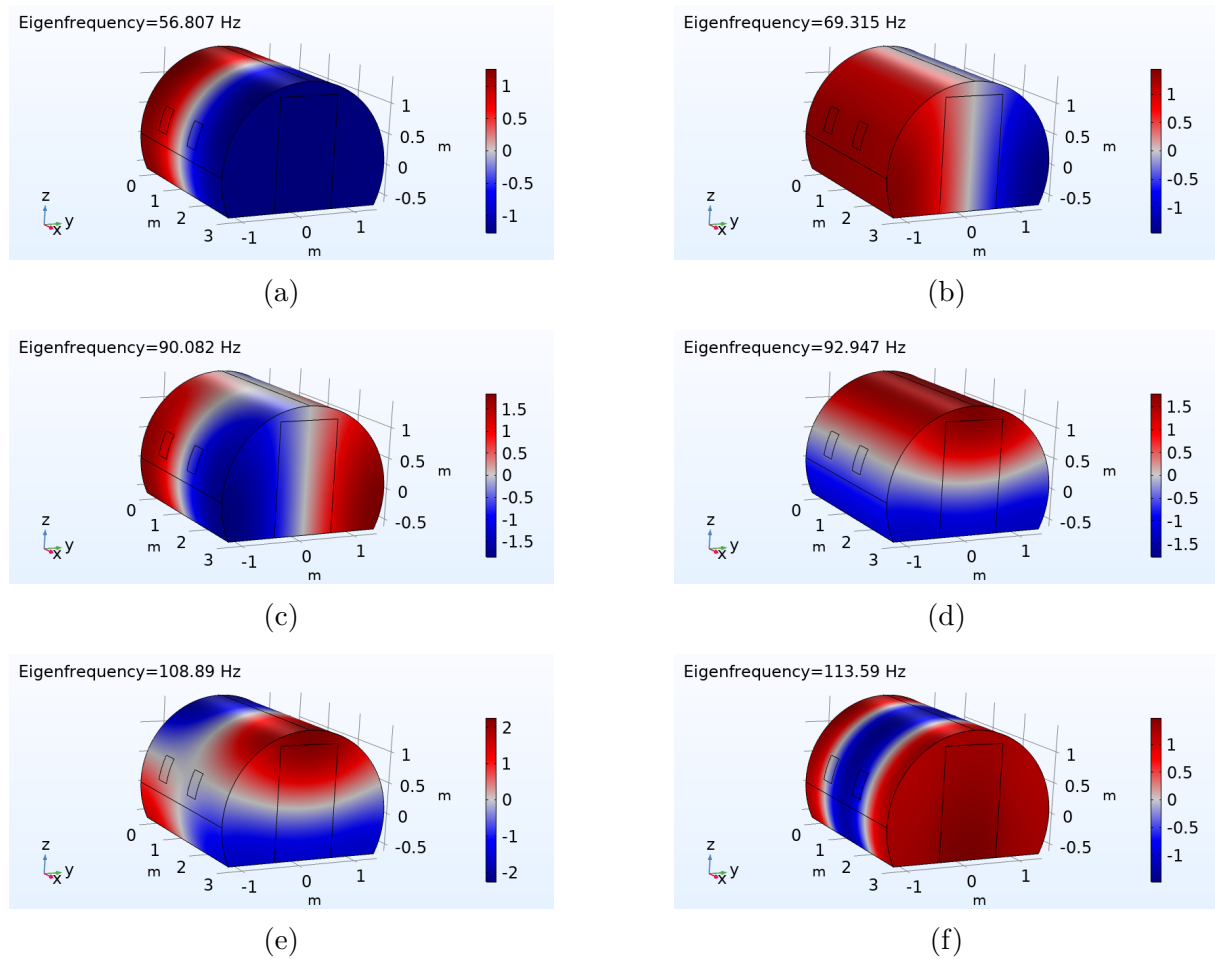 Eigenfrequency=56.807 Hz
1
0.5
0
-0.5
-1
1
0.5
0
-0.5
m
0
1
2
3
m
-1
0
1
m
z
y
x
(a)
Eigenfrequency=69.315 Hz
1
0.5
0
-0.5
-1
1
0.5
0
-0.5
m
0
1
2
3
m
-1
0
1
m
z
y
x
(b)
Eigenfrequency=90.082 Hz
1.5
1
0.5
0
-0.5
-1
-1.5
1
0.5
0
-0.5
m
0
1
2
3
m
-1
0
1
m
z
y
x
(c)
Eigenfrequency=92.947 Hz
1.5
1
0.5
0
-0.5
-1
-1.5
1
0.5
0
-0.5
m
0
1
2
3
m
-1
0
1
m
z
y
x
(d)
Eigenfrequency=108.89 Hz
2
1
0
-1
-2
1
0.5
0
-0.5
m
0
1
2
3
m
-1
0
1
m
z
y
x
(e)
Eigenfrequency=113.59 Hz
1
0.5
0
-0.5
-1
1
0.5
0
-0.5
m
0
1
2
3
m
-1
0
1
m
z
y
x
(f)